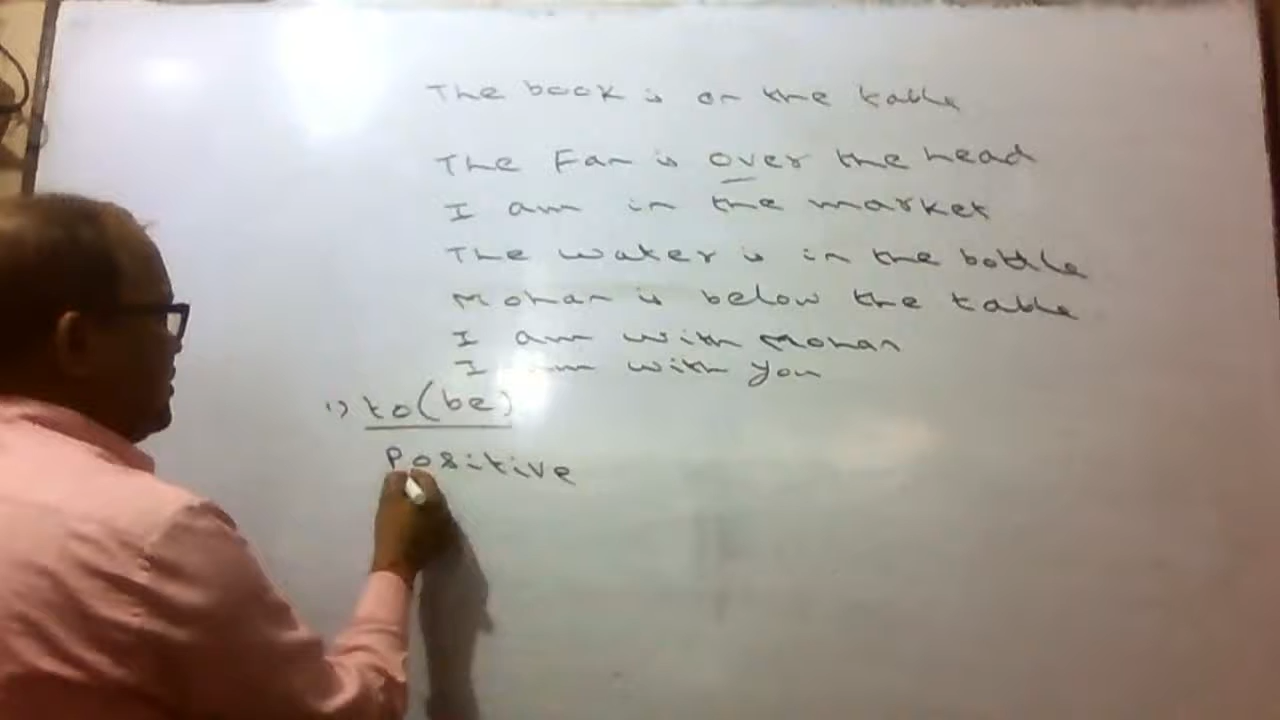 The book is on the table
The Fan is over the head
I am in the market
The water is in the bottle
Mohan is below the table
I am with Mohan
I am with you
1) to(be)
Positive